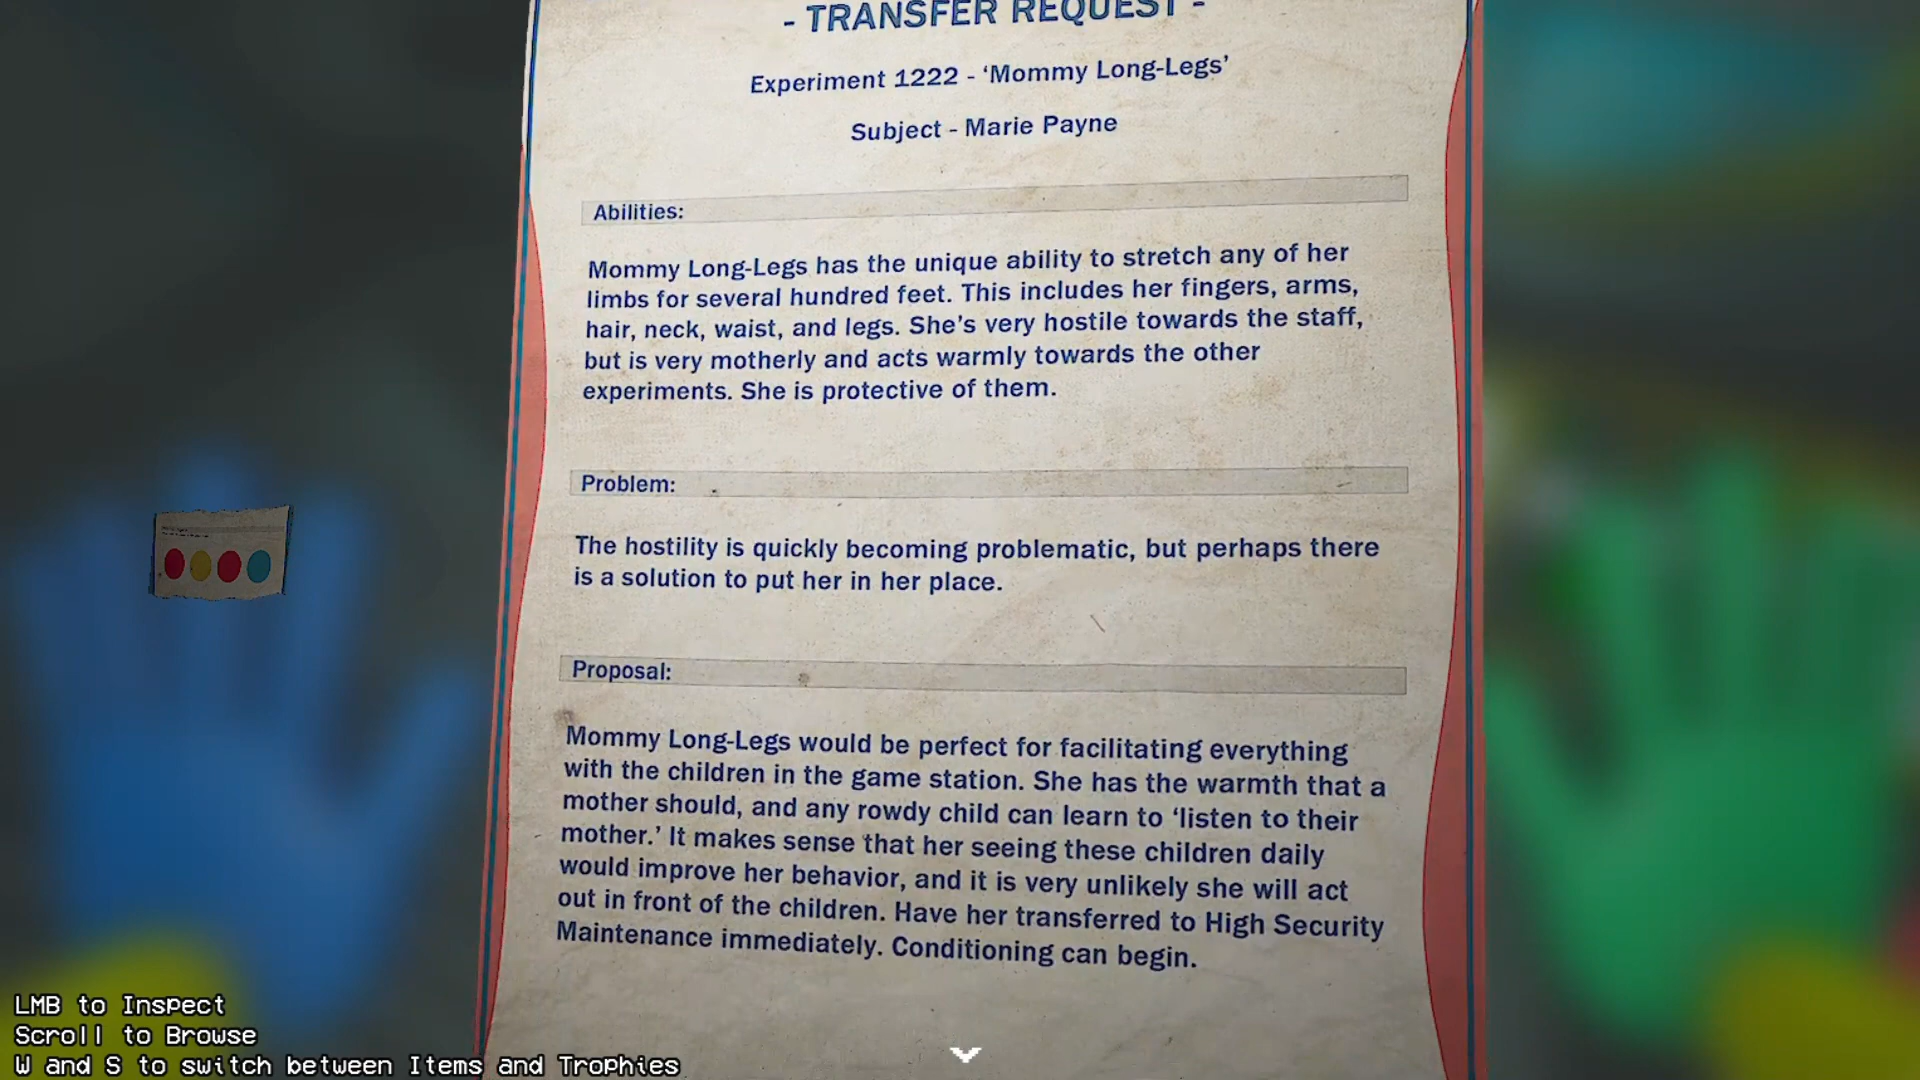 - TRANSFER REQUEST -
Experiment 1222 - ‘Mommy Long-Legs’
Subject - Marie Payne
Abilities:
Mommy Long-Legs has the unique ability to stretch any of her
limbs for several hundred feet. This includes her fingers, arms,
hair, neck, waist, and legs. She’s very hostile towards the staff,
but is very motherly and acts warmly towards the other
experiments. She is protective of them.
Problem:
The hostility is quickly becoming problematic, but perhaps there
is a solution to put her in her place.
Proposal:
Mommy Long-Legs would be perfect for facilitating everything
with the children in the game station. She has the warmth that a
mother should, and any rowdy child can learn to ‘listen to their
mother.’ It makes sense that her seeing these children daily
would improve her behavior, and it is very unlikely she will act
out in front of the children. Have her transferred to High Security
Maintenance immediately. Conditioning can begin.
LMB to Inspect
Scroll to Browse
W and S to switch between Items and Trophies